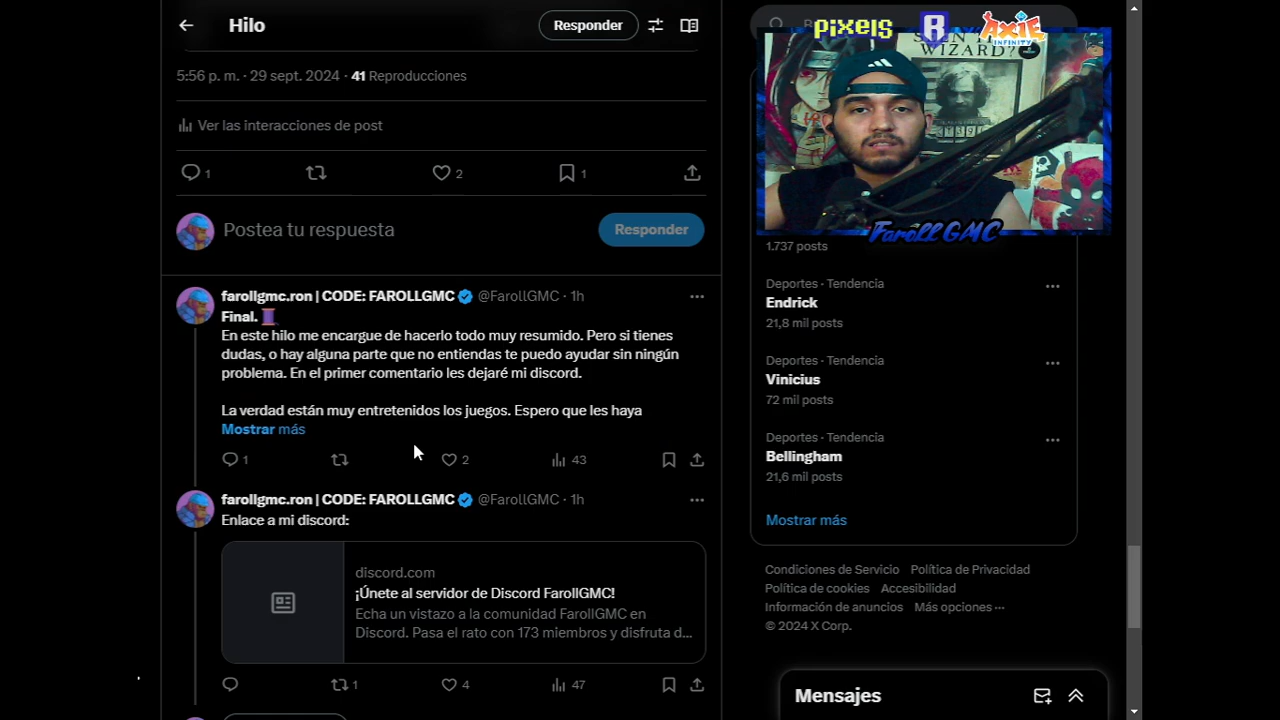 Hilo
Responder
5:56 p. m. · 29 sept. 2024 · 41 Reproducciones
Ver las interacciones de post
1
2
1
Postea tu respuesta
Responder
farollgmc.ron | CODE: FAROLLGMC @FarollGMC · 1h
Final.
En este hilo me encargue de hacerlo todo muy resumido. Pero si tienes
dudas, o hay alguna parte que no entiendas te puedo ayudar sin ningún
problema. En el primer comentario les dejaré mi discord.
La verdad están muy entretenidos los juegos. Espero que les haya
Mostrar más
1
2
43
farollgmc.ron | CODE: FAROLLGMC @FarollGMC · 1h
Enlace a mi discord:
discord.com
¡Únete al servidor de Discord FarollGMC!
Echa un vistazo a la comunidad FarollGMC en
Discord. Pasa el rato con 173 miembros y disfruta d...
1
4
47
pixels
AXIE
INFINITY
WIZARD?
FarollGMC
1.737 posts
Deportes · Tendencia
Endrick
21,8 mil posts
Deportes · Tendencia
Vinicius
72 mil posts
Deportes · Tendencia
Bellingham
21,6 mil posts
Mostrar más
Condiciones de Servicio Política de Privacidad
Política de cookies Accesibilidad
Información de anuncios Más opciones ···
© 2024 X Corp.
Mensajes